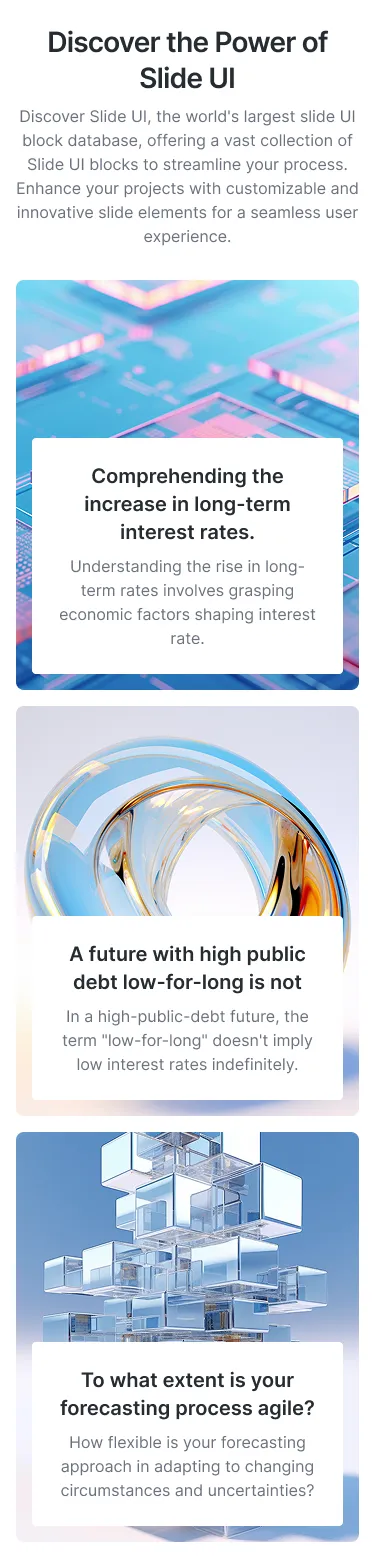 Discover the Power of
Slide UI
Discover Slide UI, the world's largest slide UI
block database, offering a vast collection of
Slide UI blocks to streamline your process.
Enhance your projects with customizable and
innovative slide elements for a seamless user
experience.
Comprehending the
increase in long-term
interest rates.
Understanding the rise in long-
term rates involves grasping
economic factors shaping interest
rate.
A future with high public
debt low-for-long is not
In a high-public-debt future, the
term "low-for-long" doesn't imply
low interest rates indefinitely.
To what extent is your
forecasting process agile?
How flexible is your forecasting
approach in adapting to changing
circumstances and uncertainties?